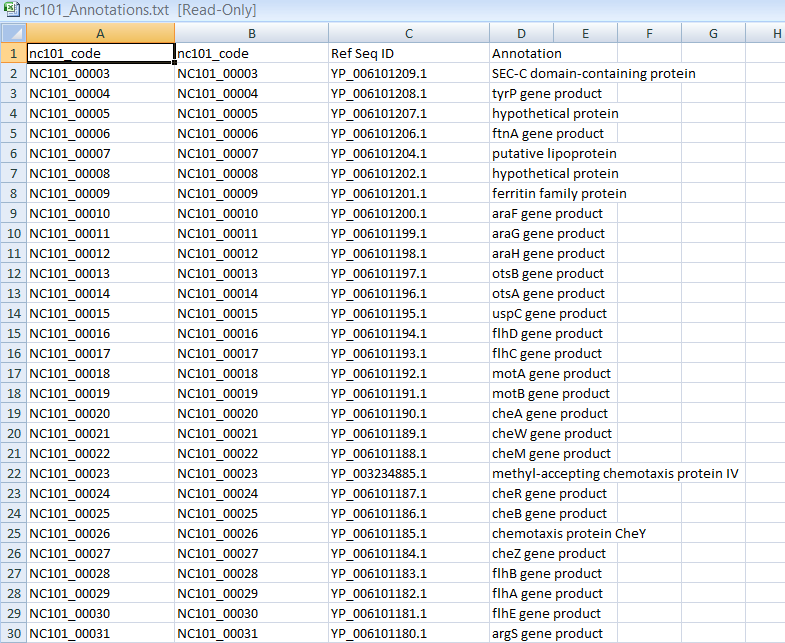 nc101_Annotations.txt [Read-Only]
A B C D E F G H
1 nc101_code nc101_code Ref Seq ID Annotation
2 NC101_00003 NC101_00003 YP_006101209.1 SEC-C domain-containing protein
3 NC101_00004 NC101_00004 YP_006101208.1 tyrP gene product
4 NC101_00005 NC101_00005 YP_006101207.1 hypothetical protein
5 NC101_00006 NC101_00006 YP_006101206.1 ftnA gene product
6 NC101_00007 NC101_00007 YP_006101204.1 putative lipoprotein
7 NC101_00008 NC101_00008 YP_006101202.1 hypothetical protein
8 NC101_00009 NC101_00009 YP_006101201.1 ferritin family protein
9 NC101_00010 NC101_00010 YP_006101200.1 araF gene product
10 NC101_00011 NC101_00011 YP_006101199.1 araG gene product
11 NC101_00012 NC101_00012 YP_006101198.1 araH gene product
12 NC101_00013 NC101_00013 YP_006101197.1 otsB gene product
13 NC101_00014 NC101_00014 YP_006101196.1 otsA gene product
14 NC101_00015 NC101_00015 YP_006101195.1 uspC gene product
15 NC101_00016 NC101_00016 YP_006101194.1 flhD gene product
16 NC101_00017 NC101_00017 YP_006101193.1 flhC gene product
17 NC101_00018 NC101_00018 YP_006101192.1 motA gene product
18 NC101_00019 NC101_00019 YP_006101191.1 motB gene product
19 NC101_00020 NC101_00020 YP_006101190.1 cheA gene product
20 NC101_00021 NC101_00021 YP_006101189.1 cheW gene product
21 NC101_00022 NC101_00022 YP_006101188.1 cheM gene product
22 NC101_00023 NC101_00023 YP_003234885.1 methyl-accepting chemotaxis protein IV
23 NC101_00024 NC101_00024 YP_006101187.1 cheR gene product
24 NC101_00025 NC101_00025 YP_006101186.1 cheB gene product
25 NC101_00026 NC101_00026 YP_006101185.1 chemotaxis protein CheY
26 NC101_00027 NC101_00027 YP_006101184.1 cheZ gene product
27 NC101_00028 NC101_00028 YP_006101183.1 flhB gene product
28 NC101_00029 NC101_00029 YP_006101182.1 flhA gene product
29 NC101_00030 NC101_00030 YP_006101181.1 flhE gene product
30 NC101_00031 NC101_00031 YP_006101180.1 argS gene product